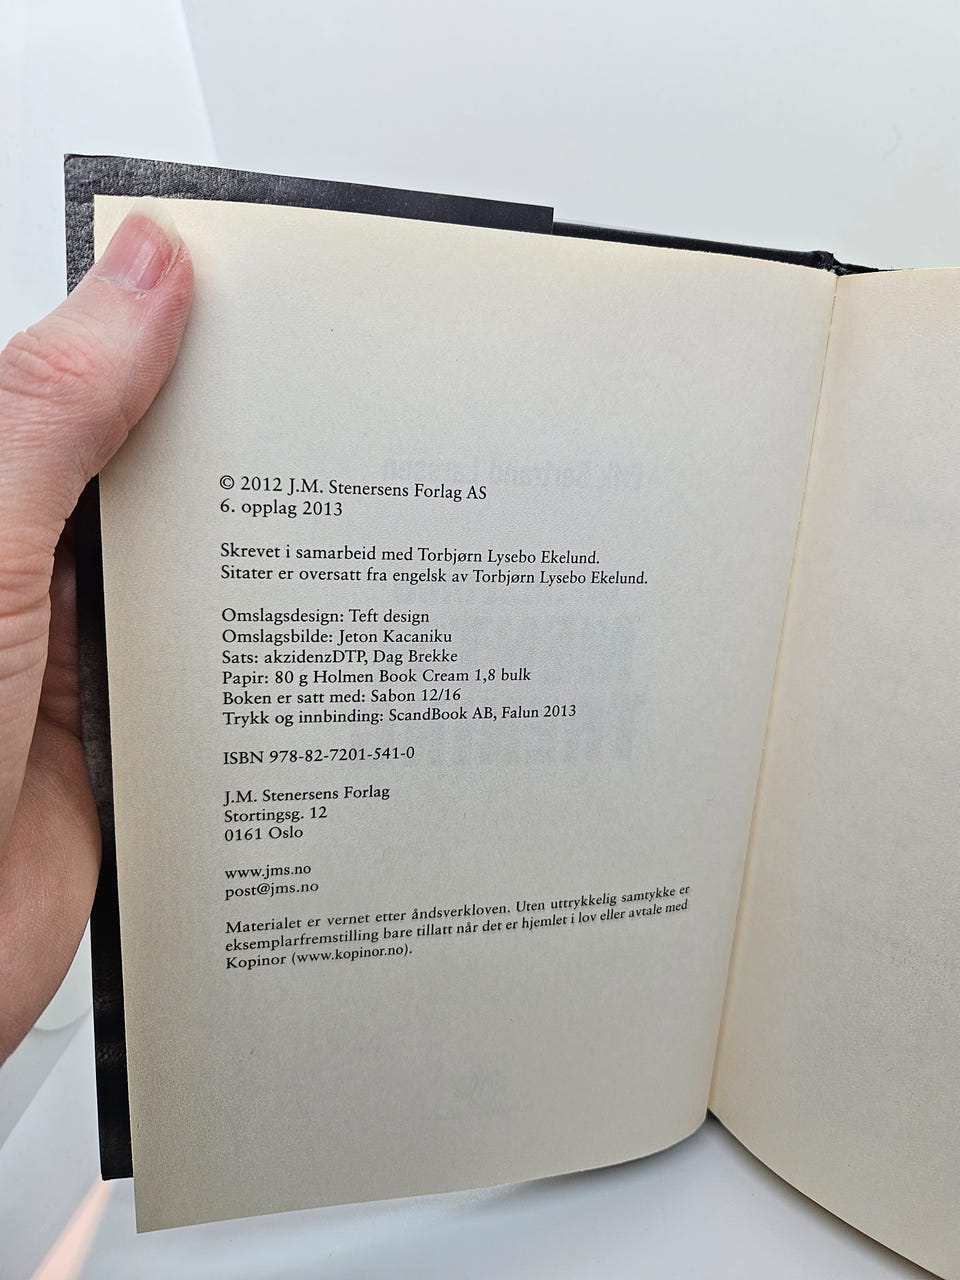 © 2012 J.M. Stenersens Forlag AS
6. opplag 2013
Skrevet i samarbeid med Torbjørn Lysebo Ekelund.
Sitater er oversatt fra engelsk av Torbjørn Lysebo Ekelund.
Omslagsdesign: Teft design
Omslagsbilde: Jeton Kacaniku
Sats: akzidenzDTP, Dag Brekke
Papir: 80 g Holmen Book Cream 1,8 bulk
Boken er satt med: Sabon 12/16
Trykk og innbinding: ScandBook AB, Falun 2013
ISBN 978-82-7201-541-0
J.M. Stenersens Forlag
Stortingsg. 12
0161 Oslo
www.jms.no
post@jms.no
Materialet er vernet etter åndsverkloven. Uten uttrykkelig samtykke er
eksemplarfremstilling bare tillatt når det er hjemlet i lov eller avtale med
Kopinor (www.kopinor.no).